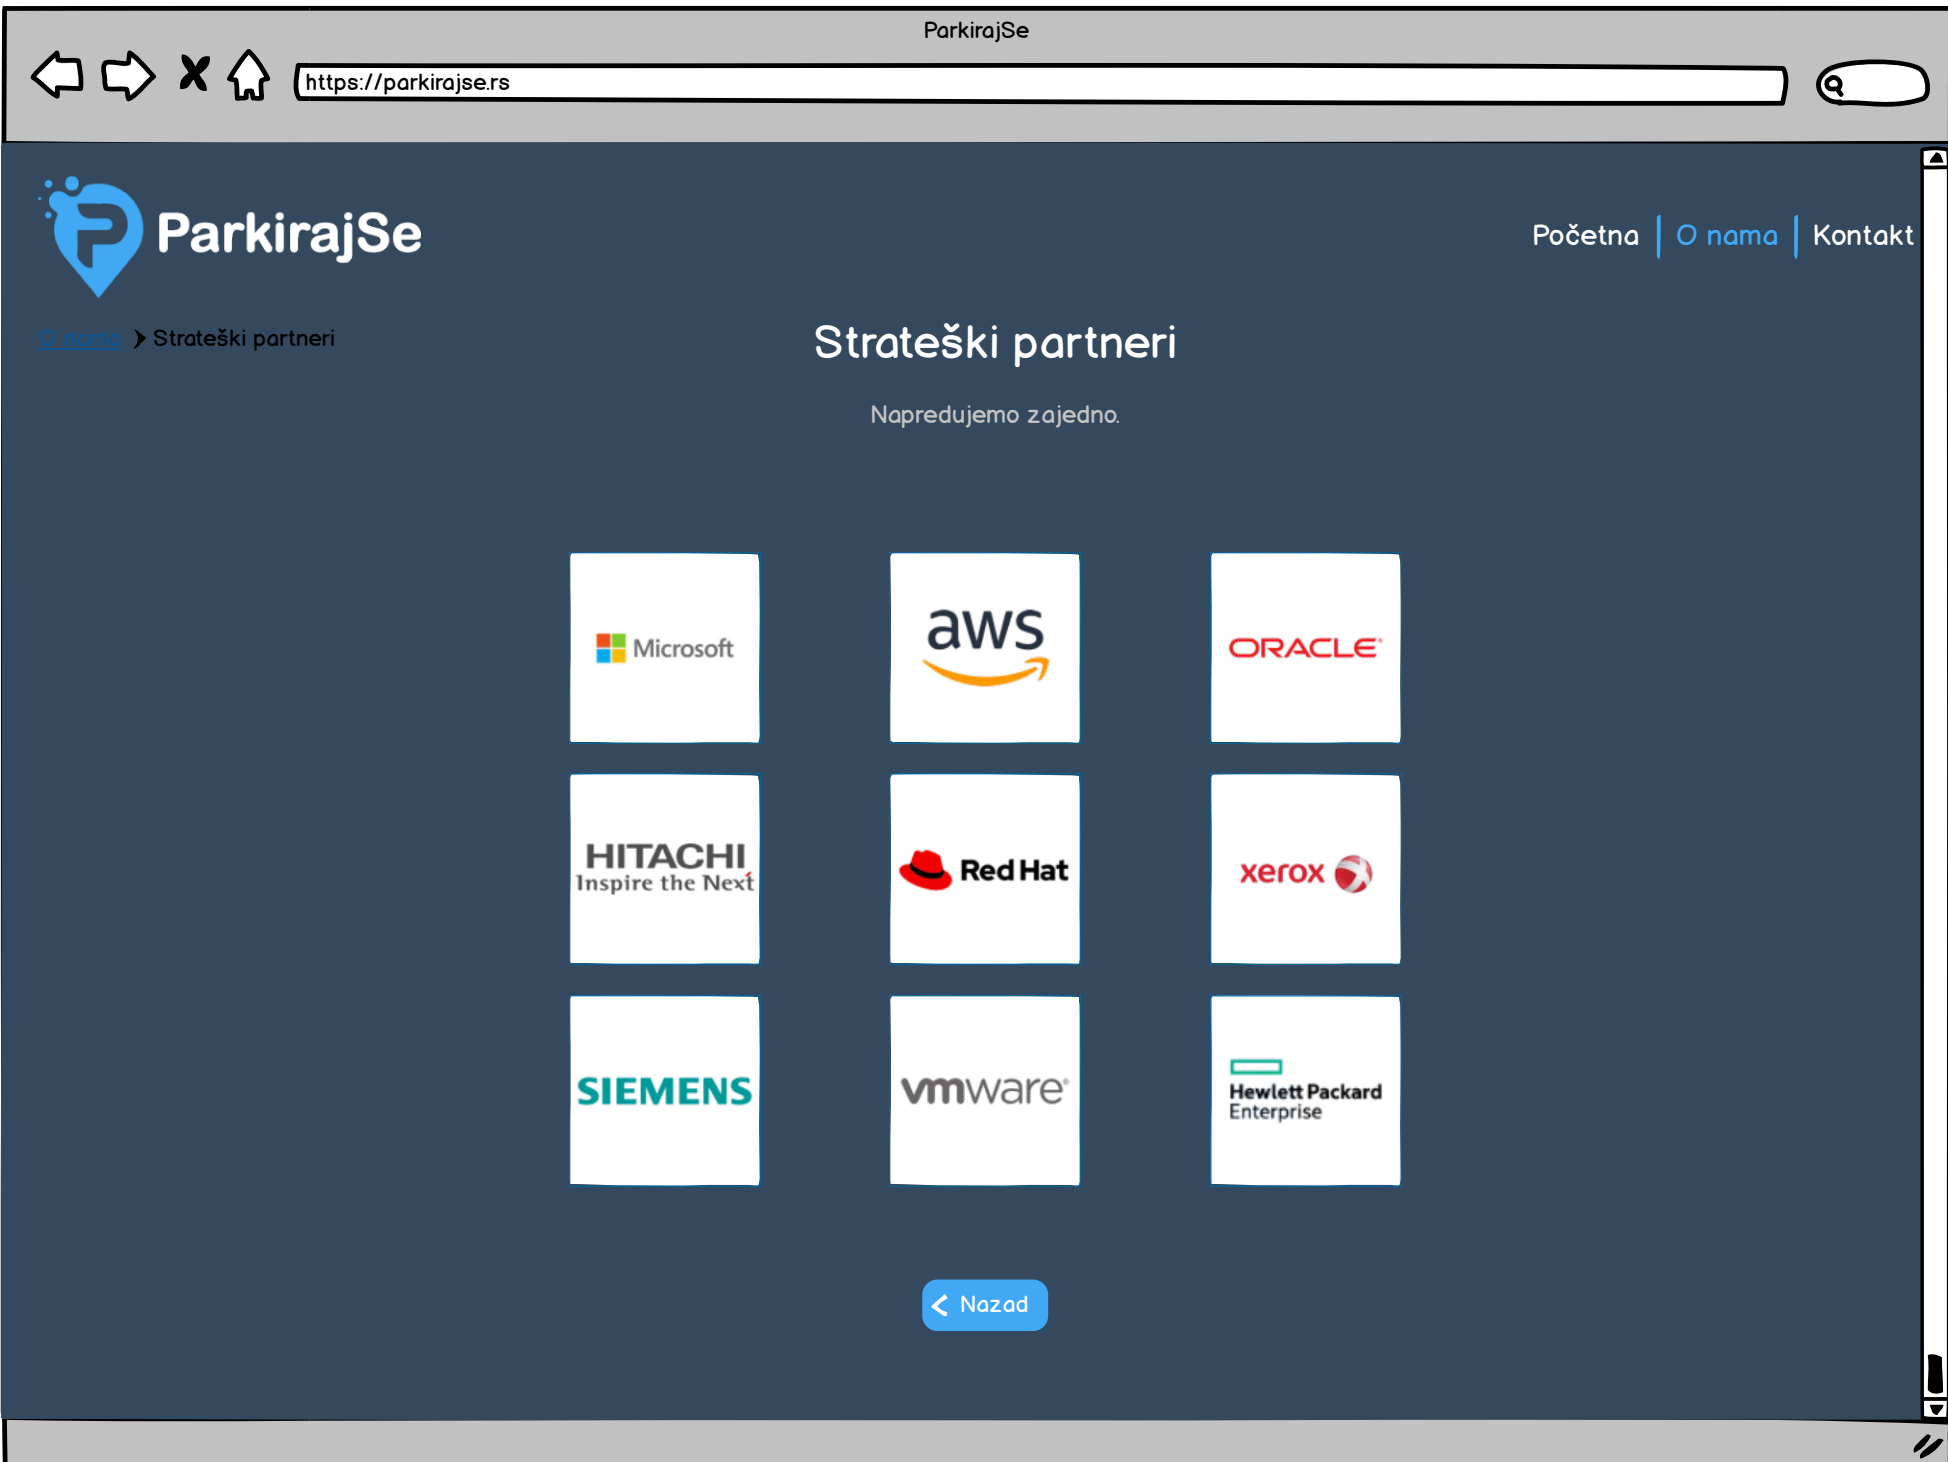 ParkirajSe
https://parkirajse.rs
ParkirajSe
Početna
O nama
Kontakt
O nama
Strateški partneri
Strateški partneri
Napredujemo zajedno.
Microsoft
aws
ORACLE®
HITACHI
Inspire the Next
Red Hat
xerox
SIEMENS
vmware®
Hewlett Packard
Enterprise
Nazad